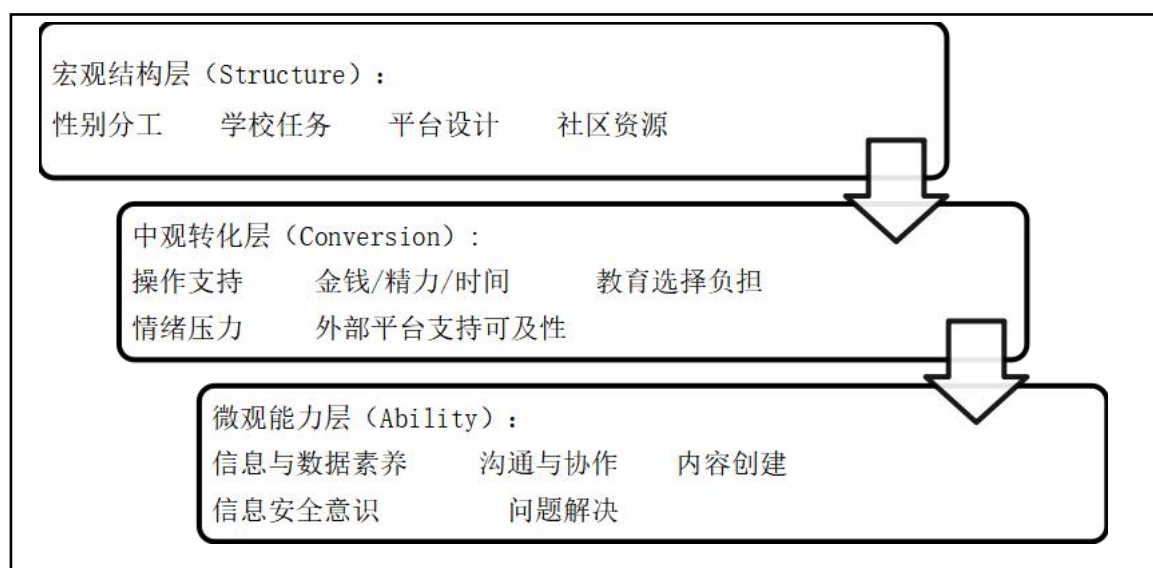 宏观结构层（Structure）：
性别分工 学校任务 平台设计 社区资源
中观转化层（Conversion）:
操作支持 金钱/精力/时间 教育选择负担
情绪压力 外部平台支持可及性
微观能力层（Ability）：
信息与数据素养 沟通与协作 内容创建
信息安全意识 问题解决